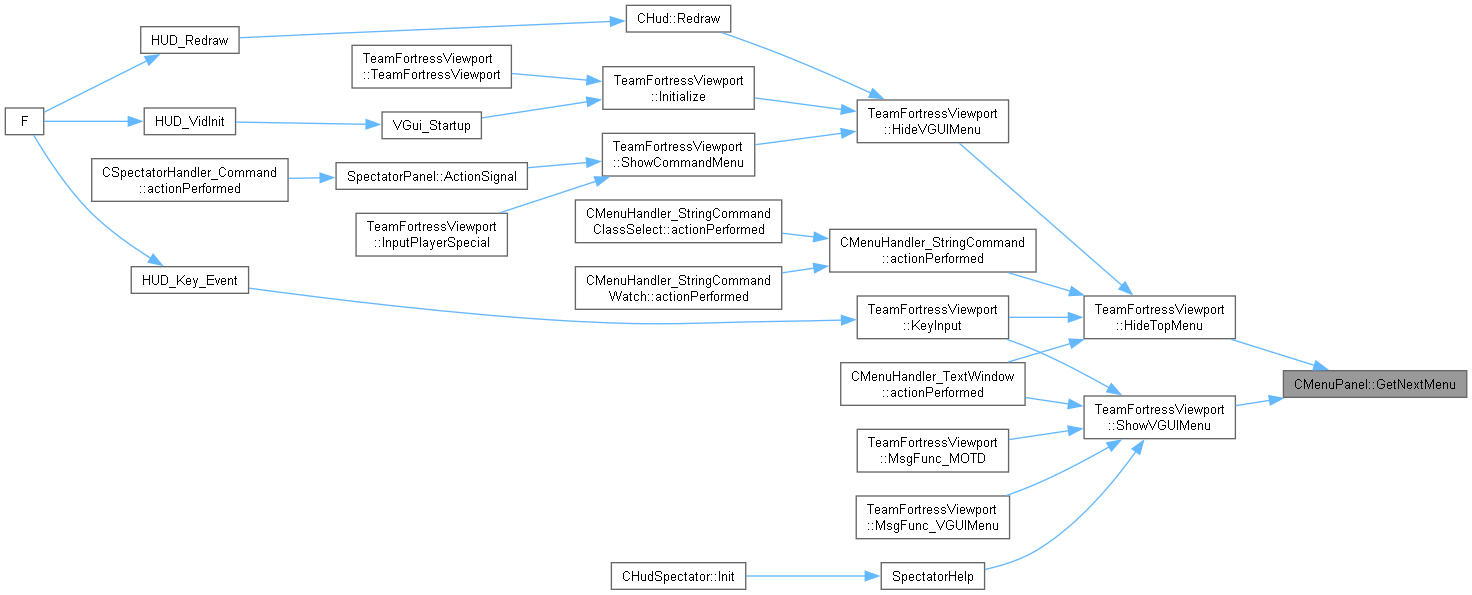 CHud::Redraw
HUD_Redraw
TeamFortressViewport
::TeamFortressViewport
TeamFortressViewport
::Initialize
TeamFortressViewport
::HideVGUIMenu
F
HUD_VidInit
VGui_Startup
TeamFortressViewport
::ShowCommandMenu
CSpectatorHandler_Command
::actionPerformed
SpectatorPanel::ActionSignal
CMenuHandler_StringCommand
ClassSelect::actionPerformed
TeamFortressViewport
::InputPlayerSpecial
CMenuHandler_StringCommand
::actionPerformed
HUD_Key_Event
CMenuHandler_StringCommand
Watch::actionPerformed
TeamFortressViewport
::KeyInput
TeamFortressViewport
::HideTopMenu
CMenuHandler_TextWindow
::actionPerformed
CMenuPanel::GetNextMenu
TeamFortressViewport
::ShowVGUIMenu
TeamFortressViewport
::MsgFunc_MOTD
TeamFortressViewport
::MsgFunc_VGUIMenu
CHudSpectator::Init
SpectatorHelp